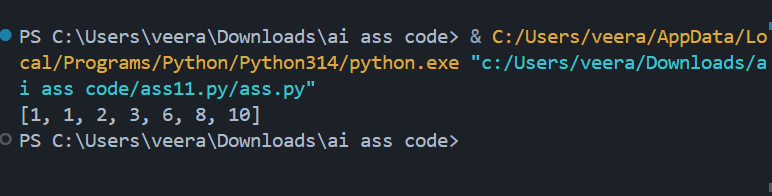 PS C:\Users\veera\Downloads\ai ass code> & C:/Users/veera/AppData/Lo
cal/Programs/Python/Python314/python.exe "c:/Users/veera/Downloads/a
i ass code/ass11.py/ass.py"
[1, 1, 2, 3, 6, 8, 10]
PS C:\Users\veera\Downloads\ai ass code>